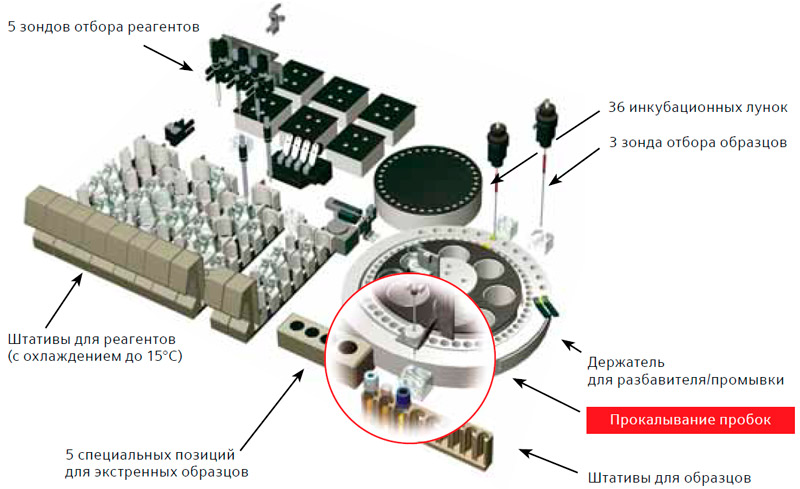 5 зондов отбора реагентов
36 инкубационных лунок
3 зонда отбора образцов
Штативы для реагентов
(с охлаждением до 15°C)
Держатель
для разбавителя/промывки
Прокалывание пробок
5 специальных позиций
для экстренных образцов
Штативы для образцов